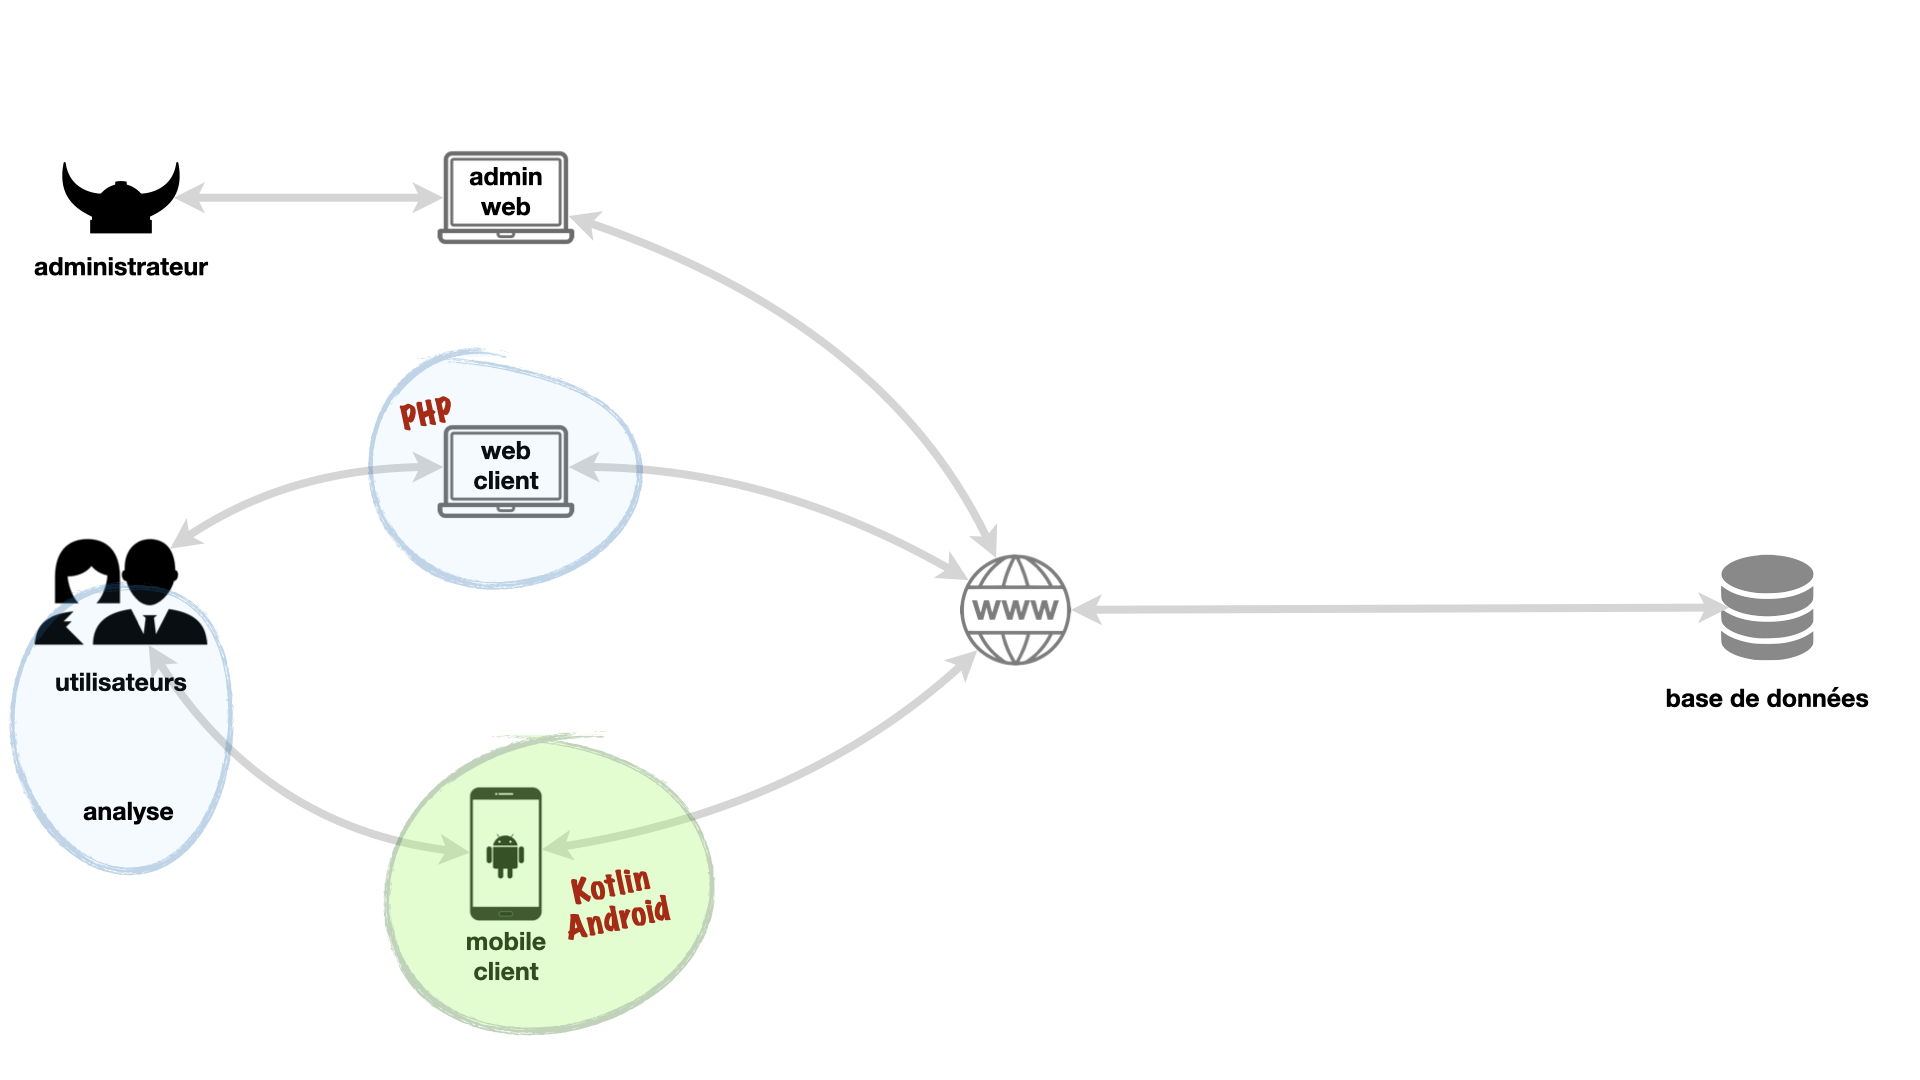 admin
web
administrateur
PHP
web
client
www
utilisateurs
base de données
analyse
Kotlin
Android
mobile
client